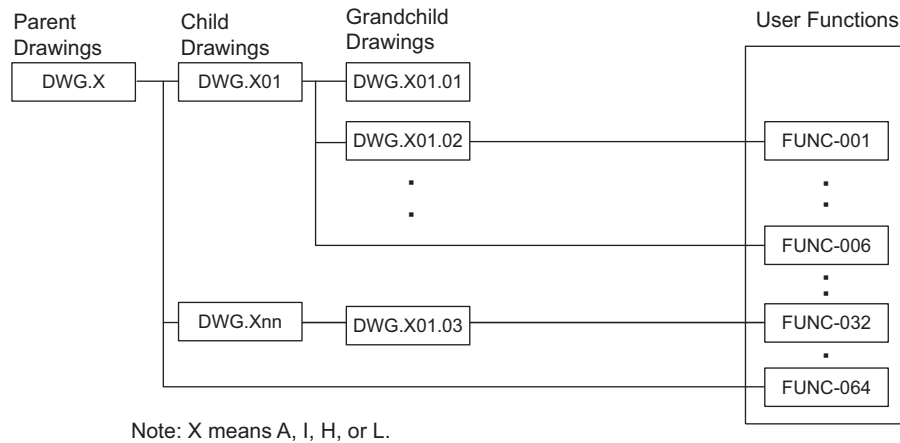 Parent
Drawings
Child
Drawings
Grandchild
Drawings
User Functions
DWG.X
DWG.X01
DWG.X01.01
DWG.X01.02
FUNC-001
FUNC-006
DWG.Xnn
DWG.X01.03
FUNC-032
FUNC-064
Note: X means A, I, H, or L.